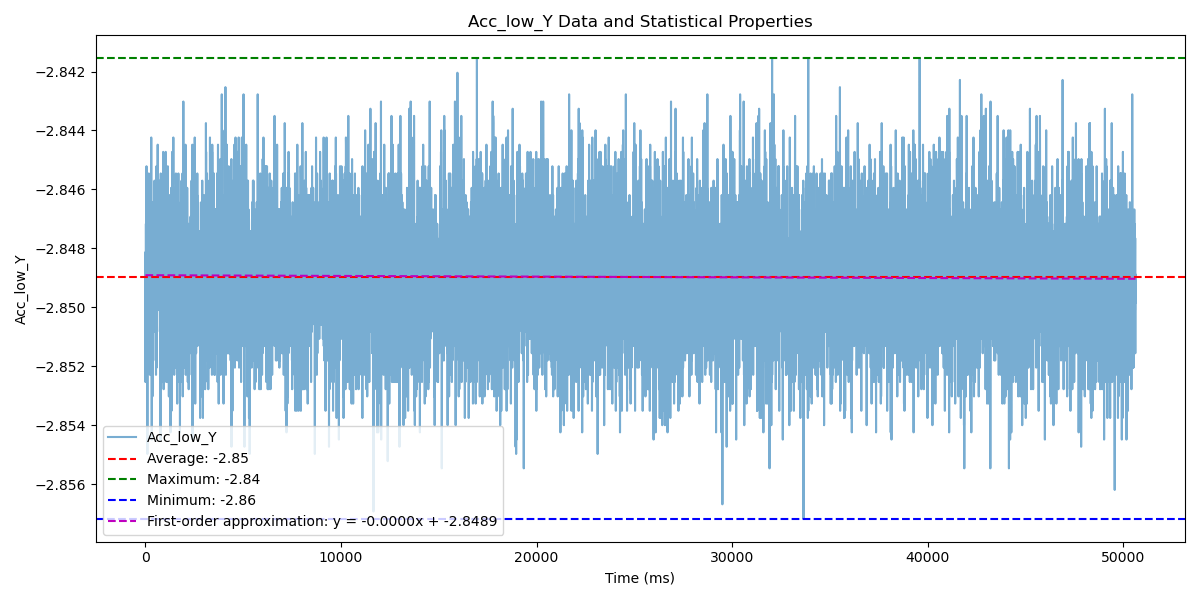 Acc_low_Y Data and Statistical Properties
−2.842
−2.844
−2.846
−2.848
−2.850
−2.852
−2.854
−2.856
Acc_low_Y
Acc_low_Y
Average: -2.85
Maximum: -2.84
Minimum: -2.86
First-order approximation: y = -0.0000x + -2.8489
0 10000 20000 30000 40000 50000
Time (ms)